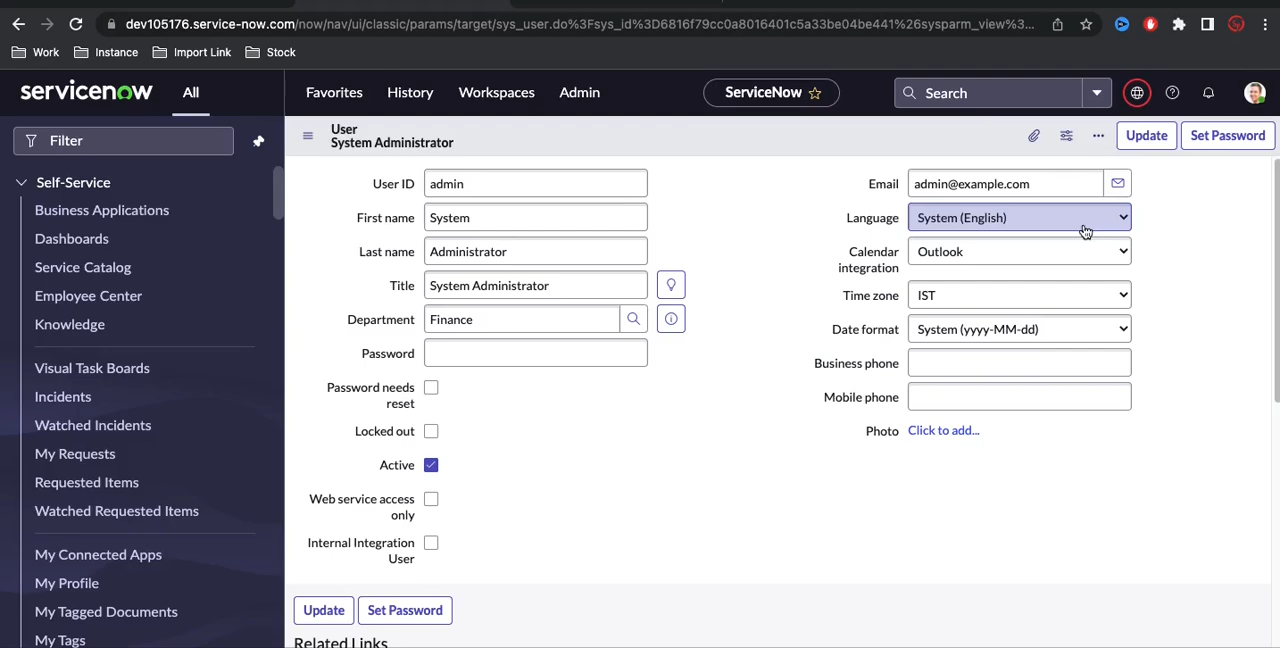 dev105176.service-now.com/now/nav/ui/classic/params/target/sys_user.do%3Fsys_id%3D6816f79cc0a8016401c5a33be04be441%26sysparm_view%3...
Work Instance Import Link Stock
servicenow All Favorites History Workspaces Admin ServiceNow Search
Filter
Self-Service
Business Applications
Dashboards
Service Catalog
Employee Center
Knowledge
Visual Task Boards
Incidents
Watched Incidents
My Requests
Requested Items
Watched Requested Items
My Connected Apps
My Profile
My Tagged Documents
My Tags
User
System Administrator
Update Set Password
User ID admin
First name System
Last name Administrator
Title System Administrator
Department Finance
Password
Password needs
reset
Locked out
Active
Web service access
only
Internal Integration
User
Email admin@example.com
Language System (English)
Calendar
integration Outlook
Time zone IST
Date format System (yyyy-MM-dd)
Business phone
Mobile phone
Photo Click to add...
Update Set Password
Related Links